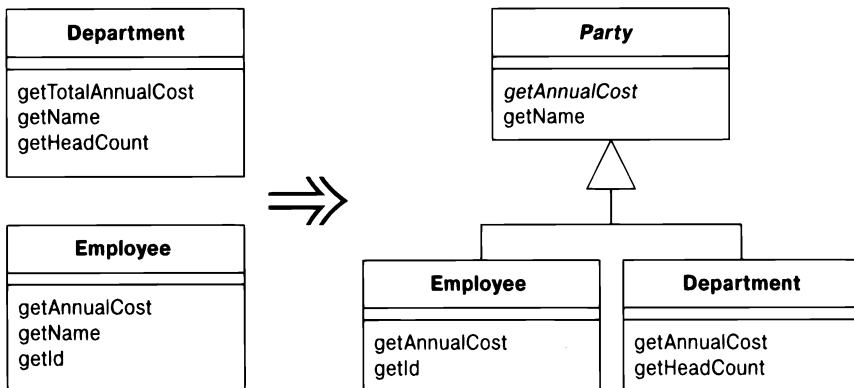 Department
getTotalAnnualCost
getName
getHeadCount
Employee
getAnnualCost
getName
getId
Party
getAnnualCost
getName
Employee
getAnnualCost
getId
Department
getAnnualCost
getHeadCount